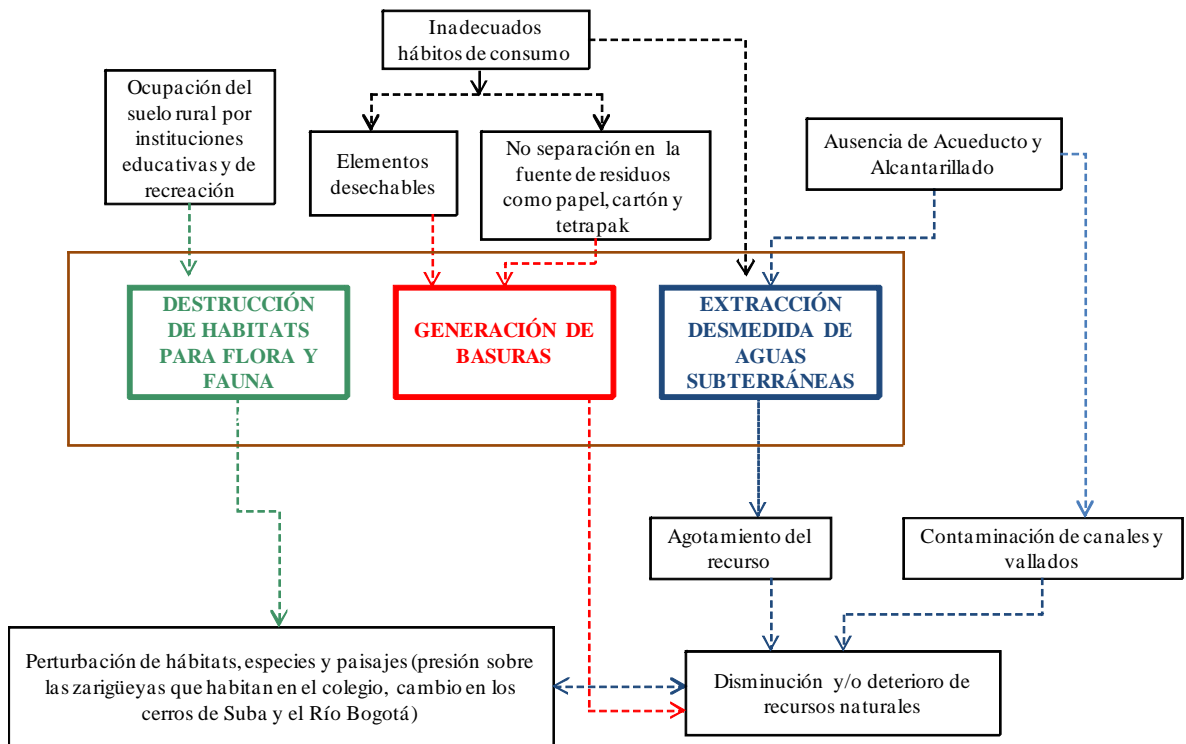 Inadecuados
hábitos de consumo
Ocupación del
suelo rural por
instituciones
educativas y de
recreación
Elementos
desechables
No separación en la
fuente de residuos
como papel, cartón y
tetrapak
Ausencia de Acueducto y
Alcantarillado
DESTRUCCIÓN
DE HABITATS
PARA FLORA Y
FAUNA
GENERACIÓN DE
BASURAS
EXTRACCIÓN
DESMEDIDA DE
AGUAS
SUBTERRÁNEAS
Agotamiento del
recurso
Contaminación de canales y
vallados
Perturbación de hábitats, especies y paisajes (presión sobre
las zarigüeyas que habitan en el colegio, cambio en los
cerros de Suba y el Río Bogotá)
Disminución y/o deterioro de
recursos naturales